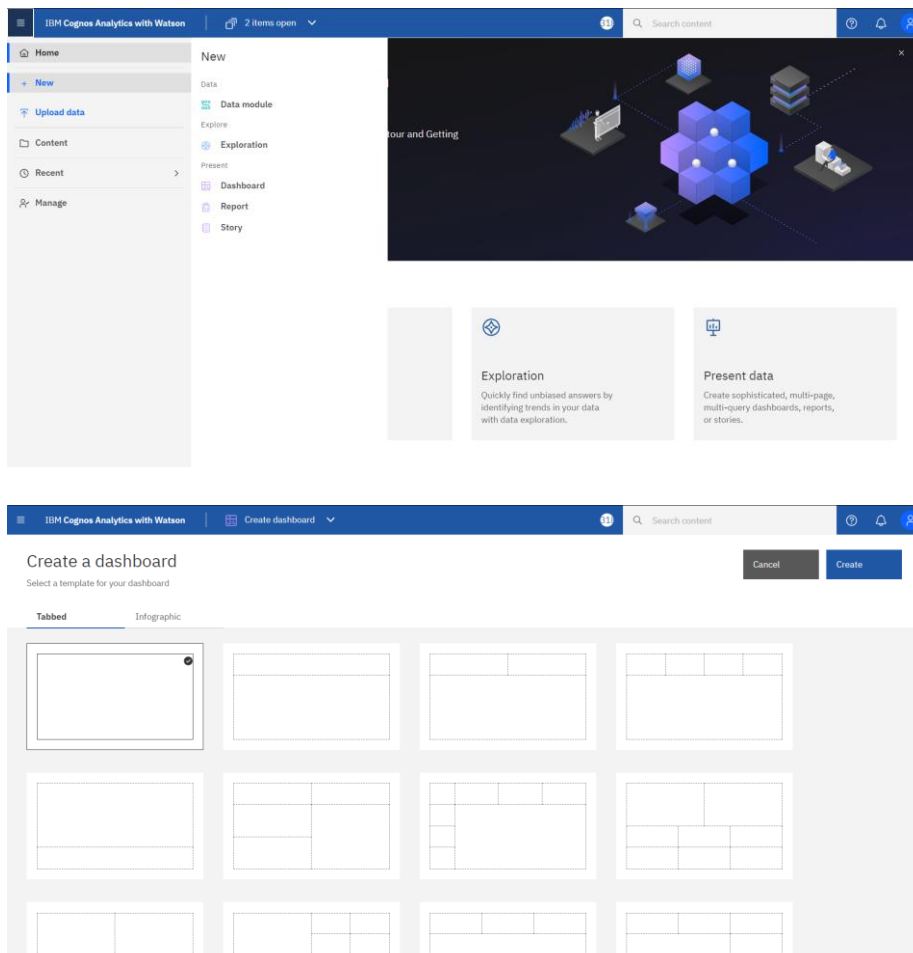 IBM Cognos Analytics with Watson
2 items open
Search content
Home
New
Upload data
Content
Recent
Manage
New
Data
Data module
Explore
Exploration
Present
Dashboard
Report
Story
tour and Getting
Exploration
Quickly find unbiased answers by
identifying trends in your data
with data exploration.
Present data
Create sophisticated, multi-page,
multi-query dashboards, reports,
or stories.
IBM Cognos Analytics with Watson
Create dashboard
Search content
Create a dashboard
Select a template for your dashboard
Cancel
Create
Tabbed
Infographic